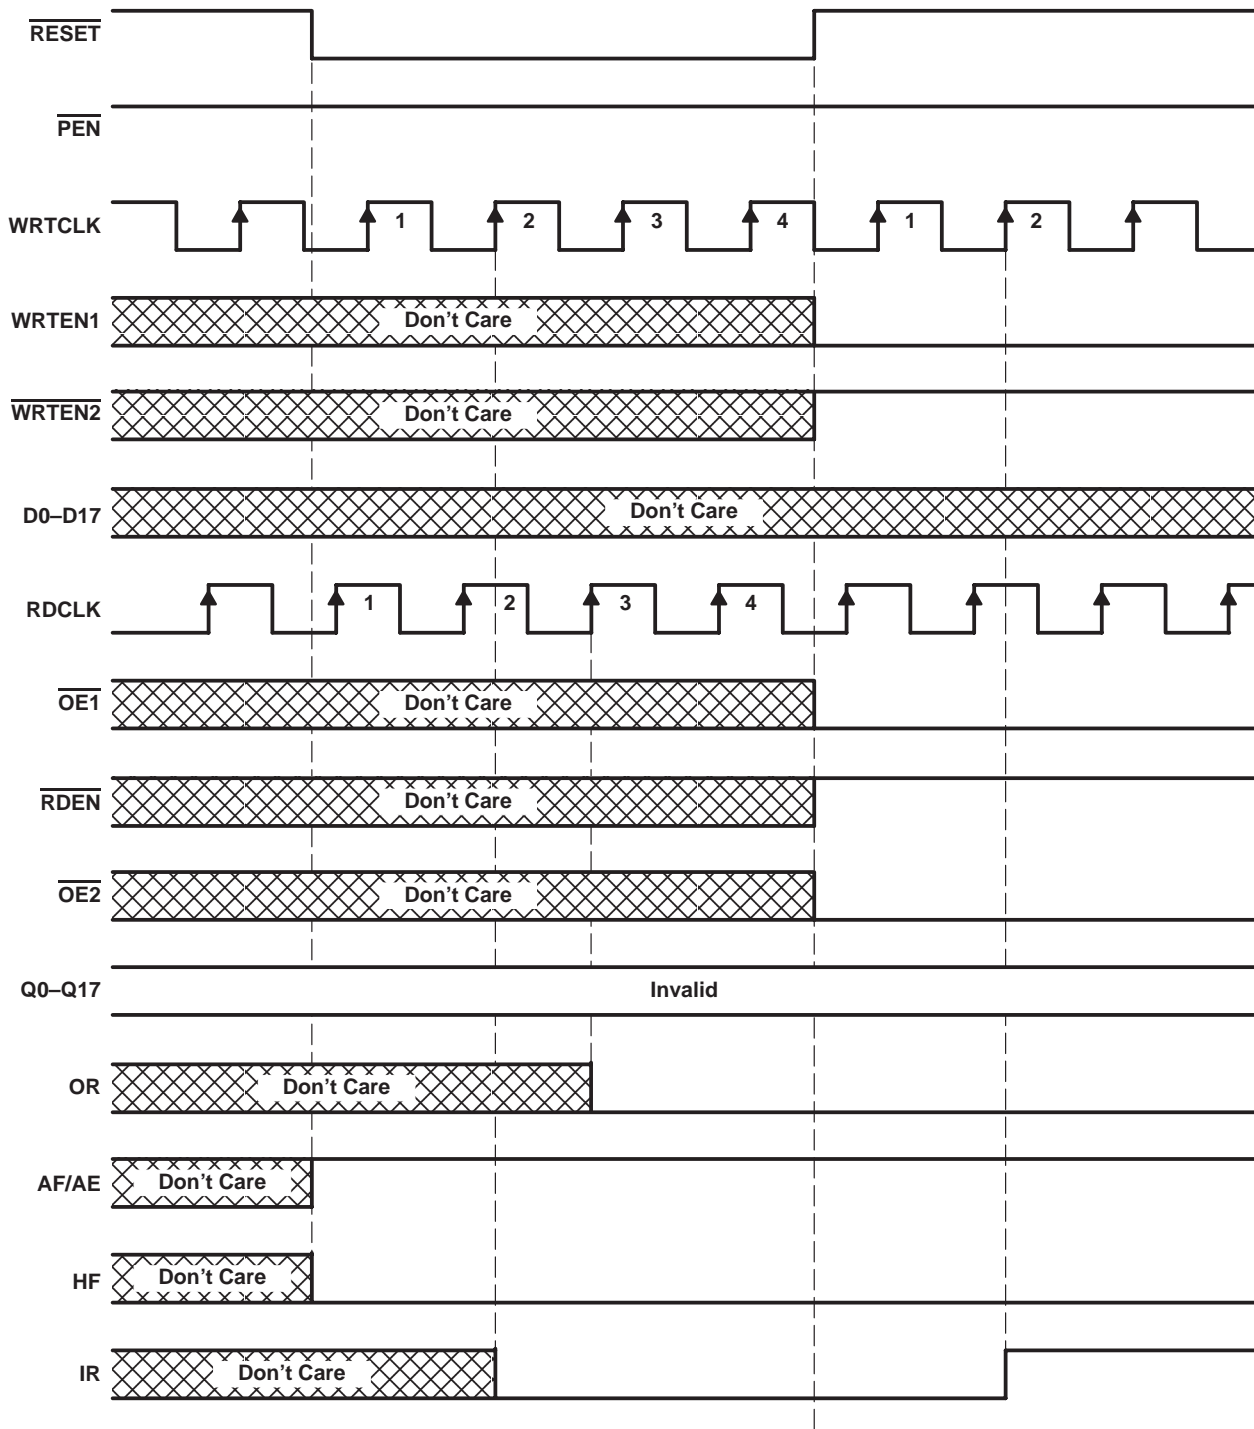 RESET
PEN
WRTCLK 1 2 3 4 1 2
WRTEN1 Don't Care
WRTEN2 Don't Care
D0–D17 Don't Care
RDCLK 1 2 3 4
OE1 Don't Care
RDEN Don't Care
OE2 Don't Care
Q0–Q17 Invalid
OR Don't Care
AF/AE Don't Care
HF Don't Care
IR Don't Care